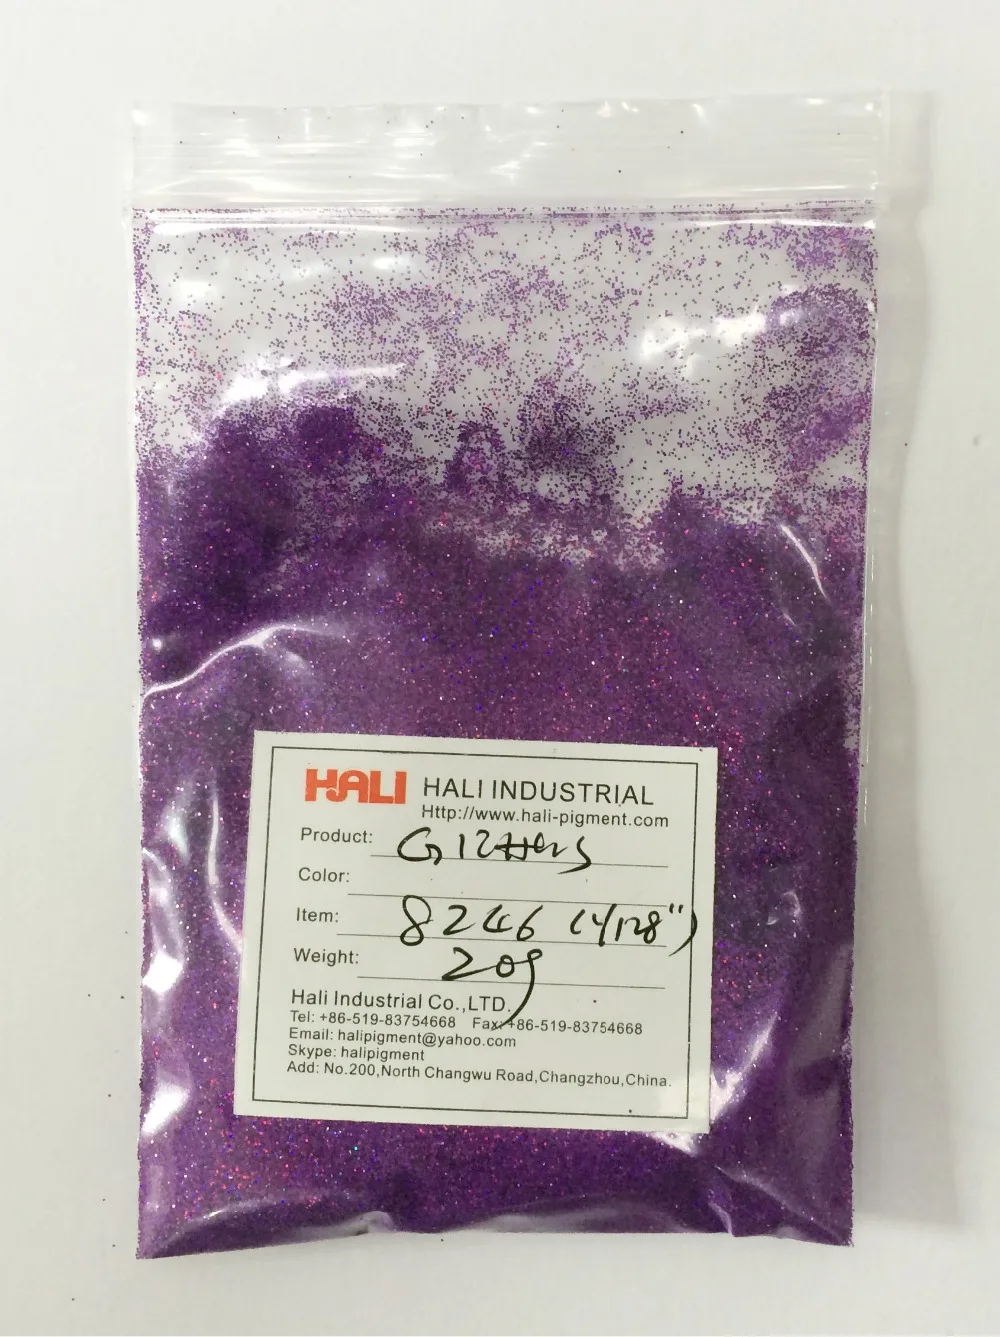 HALI HALI INDUSTRIAL
Http://www.hali-pigment.com
Product: Glitters
Color:
Item: 8246 (1/128")
Weight: 20g
Hali Industrial Co.,LTD.
Tel: +86-519-83754668 Fax: +86-519-83754668
Email: halipigment@yahoo.com
Skype: halipigment
Add: No.200,North Changwu Road,Changzhou,China.